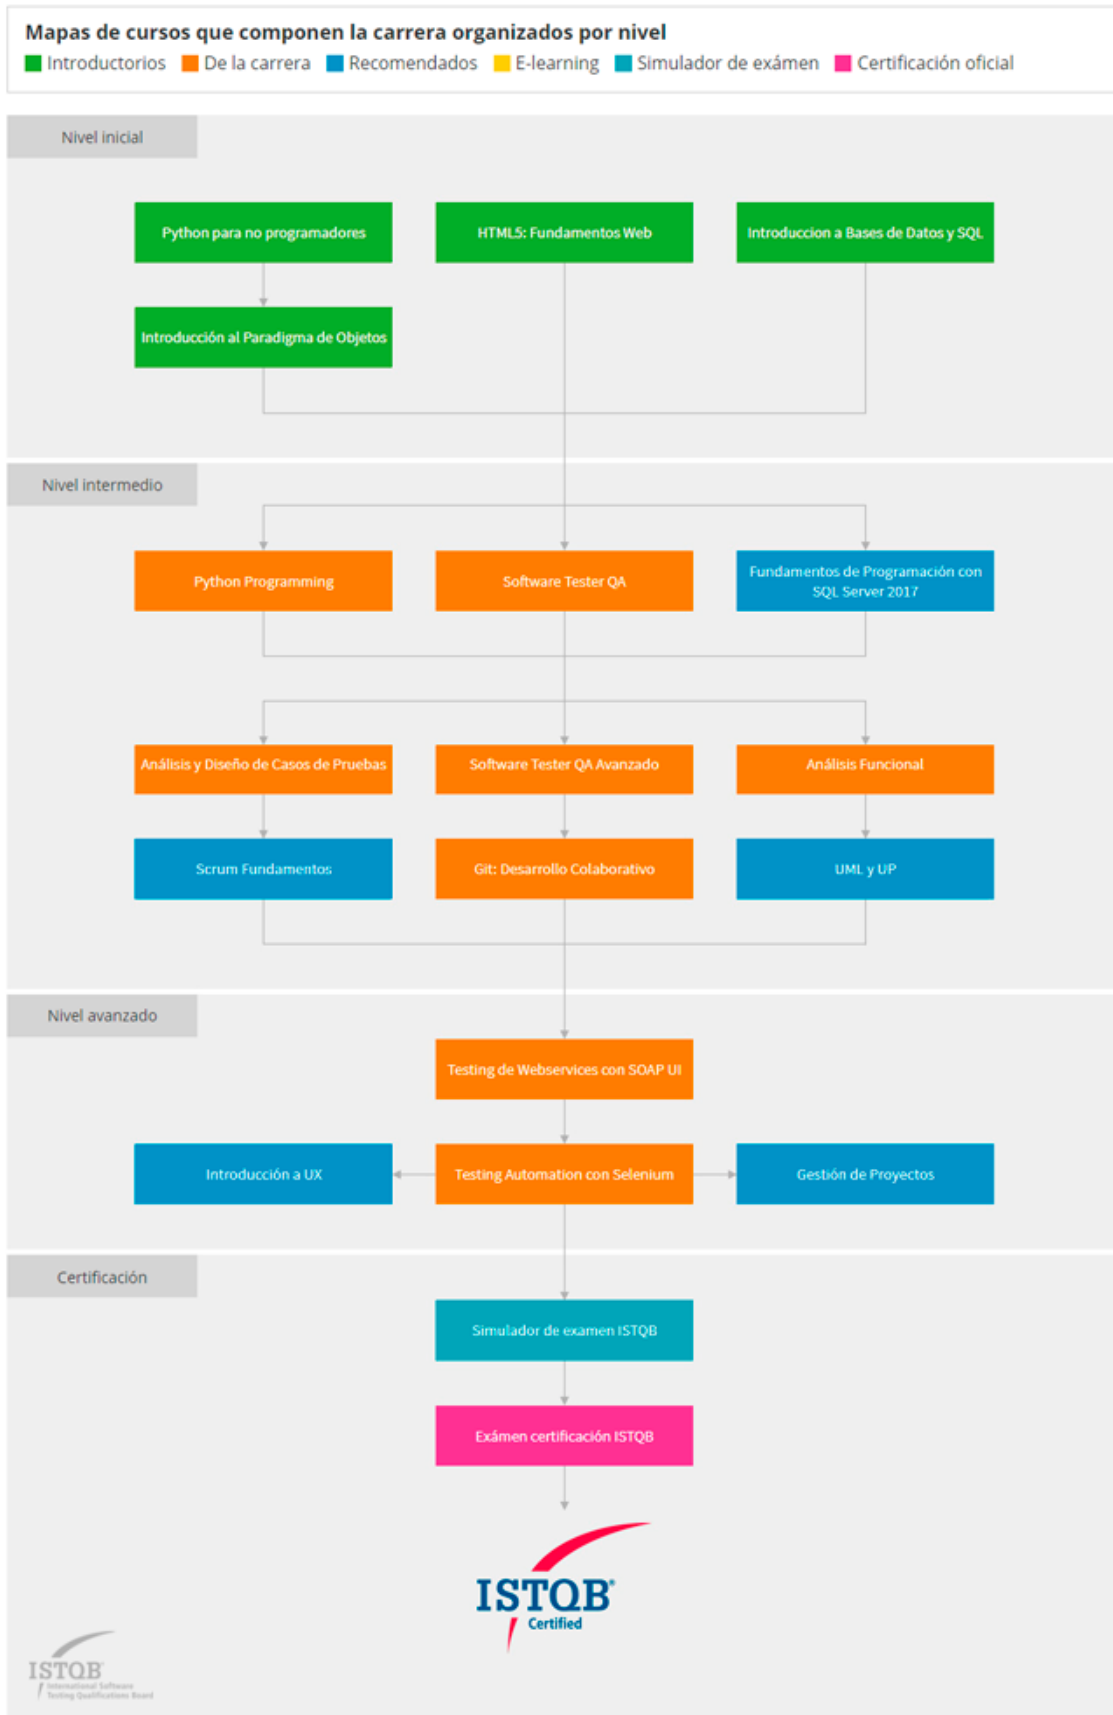 Mapas de cursos que componen la carrera organizados por nivel
Introductorios De la carrera Recomendados E-learning Simulador de exámen Certificación oficial
Nivel inicial
Python para no programadores
HTML5: Fundamentos Web
Introduccion a Bases de Datos y SQL
Introducción al Paradigma de Objetos
Nivel intermedio
Python Programming
Software Tester QA
Fundamentos de Programación con
SQL Server 2017
Análisis y Diseño de Casos de Pruebas
Software Tester QA Avanzado
Análisis Funcional
Scrum Fundamentos
Git: Desarrollo Colaborativo
UML y UP
Nivel avanzado
Testing de Webservices con SOAP UI
Introducción a UX
Testing Automation con Selenium
Gestión de Proyectos
Certificación
Simulador de examen ISTQB
Exámen certificación ISTQB
ISTQB®
Certified
ISTQB
International Software
Testing Qualifications Board